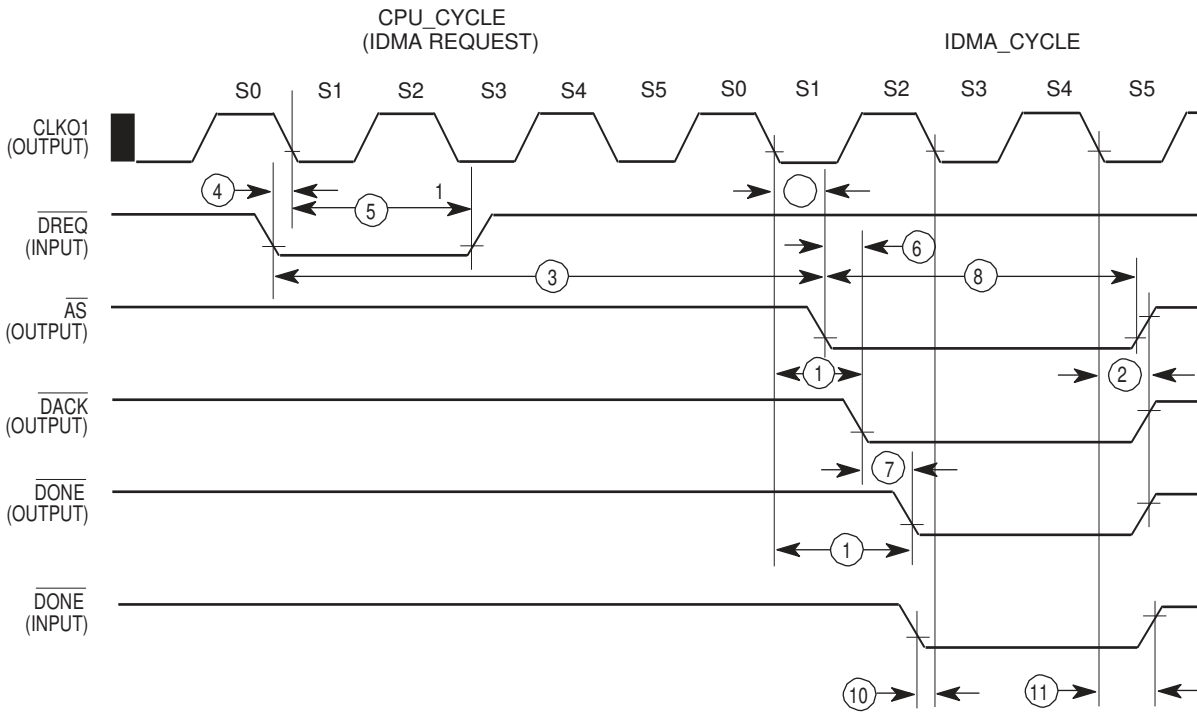 CPU_CYCLE
(IDMA REQUEST)
IDMA_CYCLE
S0 S1 S2 S3 S4 S5 S0 S1 S2 S3 S4 S5
CLKO1
(OUTPUT)
4
5
1
DREQ
(INPUT)
6
3
8
AS
(OUTPUT)
1
2
DACK
(OUTPUT)
7
DONE
(OUTPUT)
1
DONE
(INPUT)
10
11